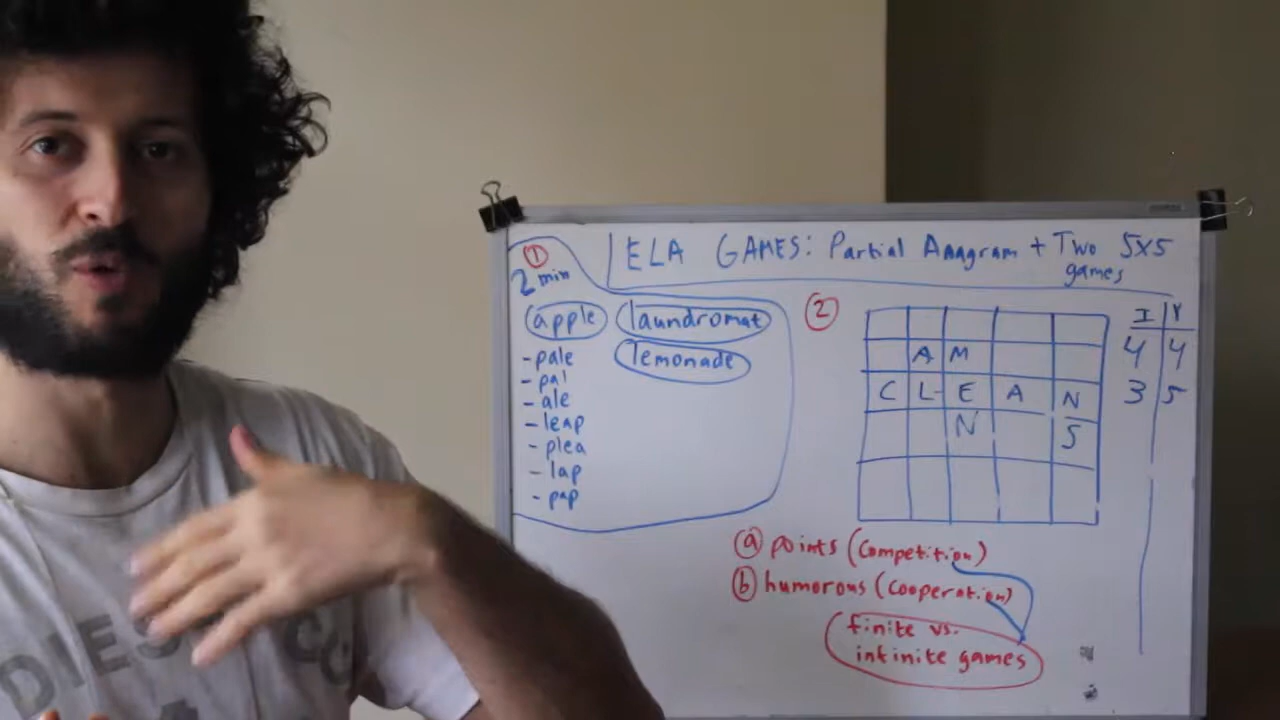 ELA GAMES: Partial Anagram + Two 5x5
games
①
2 min
apple laundromat
- pale lemonade
- pal
- ale
- leap
- plea
- lap
- pap
②
A M
C L E A N
N S
I Y
4 4
3 5
ⓐ points (Competition)
ⓑ humorous (Cooperation)
finite vs.
infinite games
DIESE